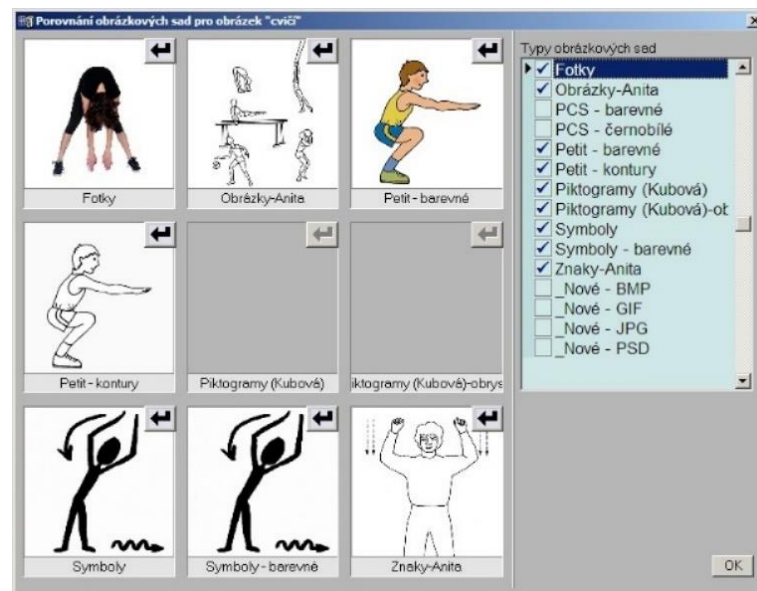 Porovnání obrázkových sad pro obrázek "cvičí"
Fotky
Obrázky-Anita
Petit - barevné
Petit - kontury
Piktogramy (Kubová)
iktogramy (Kubová)-obrys
Symboly
Symboly - barevné
Znaky-Anita
Typy obrázkových sad
Fotky
Obrázky-Anita
PCS - barevné
PCS - černobílé
Petit - barevné
Petit - kontury
Piktogramy (Kubová)
Piktogramy (Kubová)-ob
Symboly
Symboly - barevné
Znaky-Anita
_Nové - BMP
_Nové - GIF
_Nové - JPG
_Nové - PSD
OK